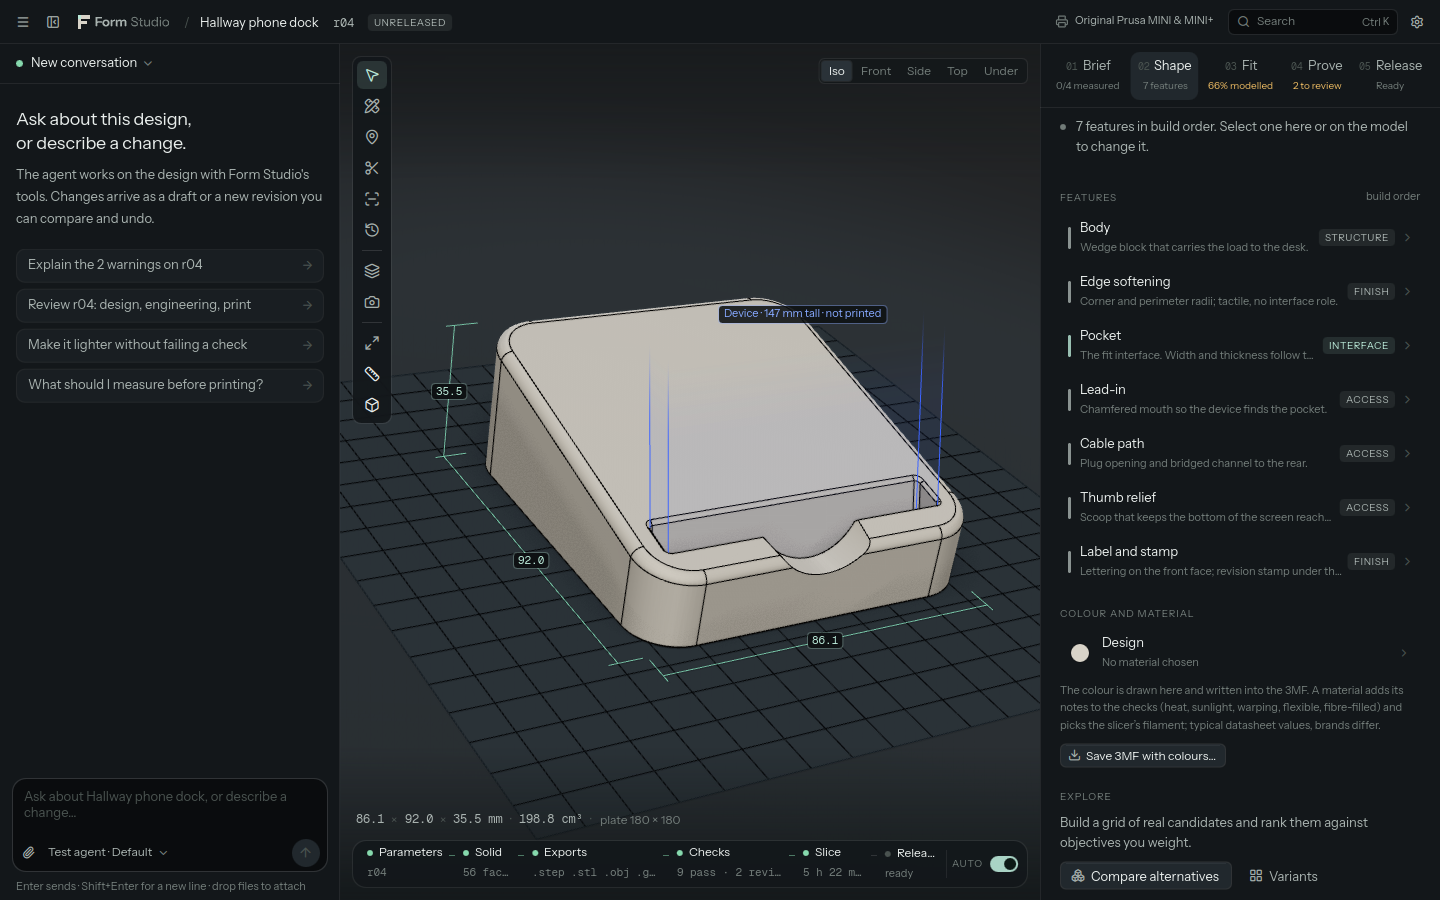 Form Studio / Hallway phone dock r04 UNRELEASED
Original Prusa MINI & MINI+
Search Ctrl K
New conversation
Ask about this design,
or describe a change.
The agent works on the design with Form Studio's
tools. Changes arrive as a draft or a new revision you
can compare and undo.
Explain the 2 warnings on r04
Review r04: design, engineering, print
Make it lighter without failing a check
What should I measure before printing?
Ask about Hallway phone dock, or describe a
change...
Test agent · Default
Enter sends · Shift+Enter for a new line · drop files to attach
Iso Front Side Top Under
Device · 147 mm tall · not printed
35.5
92.0
86.1
86.1 × 92.0 × 35.5 mm · 198.8 cm³ · plate 180 × 180
Parameters Solid Exports Checks Slice Relea...
r04 56 fac... .step .stl .obj .g... 9 pass · 2 revi... 5 h 22 m... ready
AUTO
01 Brief 02 Shape 03 Fit 04 Prove 05 Release
0/4 measured 7 features 66% modelled 2 to review Ready
7 features in build order. Select one here or on the model
to change it.
FEATURES build order
Body
Wedge block that carries the load to the desk. STRUCTURE
Edge softening
Corner and perimeter radii; tactile, no interface role. FINISH
Pocket
The fit interface. Width and thickness follow t... INTERFACE
Lead-in
Chamfered mouth so the device finds the pocket. ACCESS
Cable path
Plug opening and bridged channel to the rear. ACCESS
Thumb relief
Scoop that keeps the bottom of the screen reach... ACCESS
Label and stamp
Lettering on the front face; revision stamp under th... FINISH
COLOUR AND MATERIAL
Design
No material chosen
The colour is drawn here and written into the 3MF. A material adds its
notes to the checks (heat, sunlight, warping, flexible, fibre-filled) and
picks the slicer's filament; typical datasheet values, brands differ.
Save 3MF with colours...
EXPLORE
Build a grid of real candidates and rank them against
objectives you weight.
Compare alternatives Variants